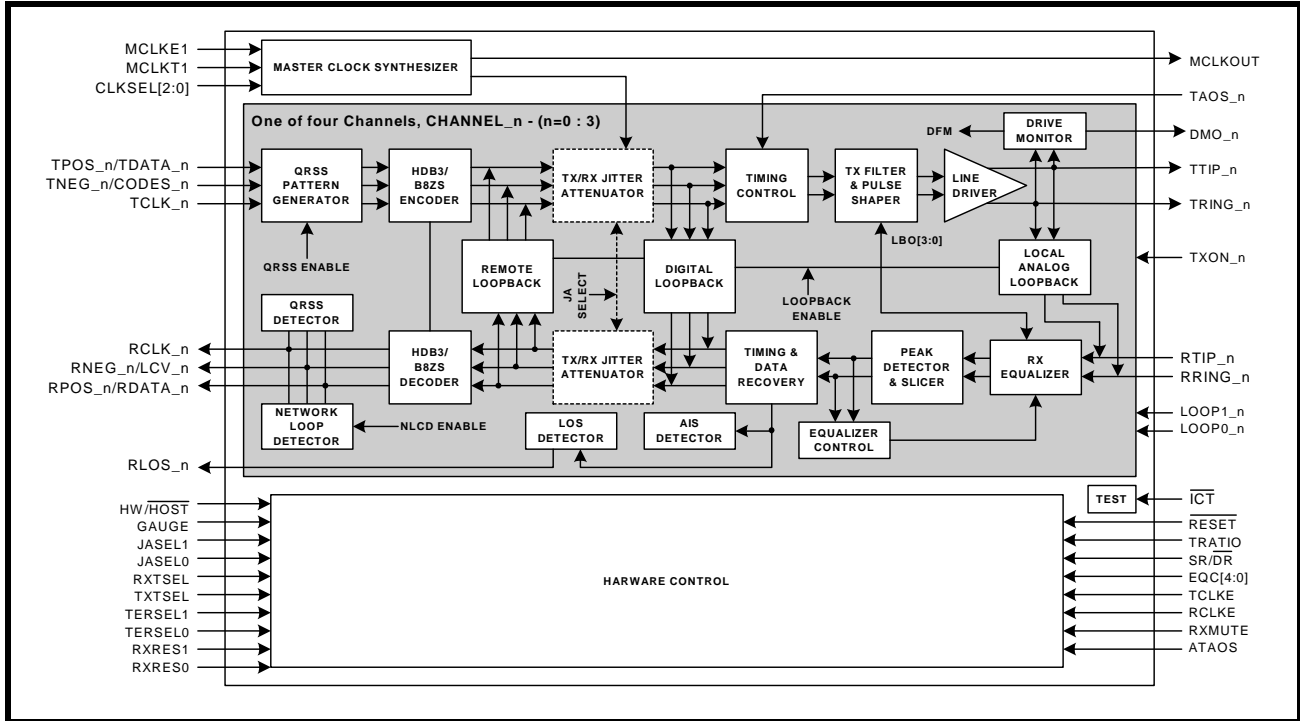 MCLKE1
MCLKT1
CLKSEL[2:0]
MASTER CLOCK SYNTHESIZER
MCLKOUT
TAOS_n
One of four Channels, CHANNEL_n - (n=0 : 3)
DFM
DRIVE
MONITOR
DMO_n
TPOS_n/TDATA_n
TNEG_n/CODES_n
TCLK_n
QRSS
PATTERN
GENERATOR
HDB3/
B8ZS
ENCODER
TX/RX JITTER
ATTENUATOR
TIMING
CONTROL
TX FILTER
& PULSE
SHAPER
LINE
DRIVER
TTIP_n
TRING_n
QRSS ENABLE
REMOTE
LOOPBACK
JA
SELECT
DIGITAL
LOOPBACK
LBO[3:0]
LOOPBACK
ENABLE
LOCAL
ANALOG
LOOPBACK
TXON_n
QRSS
DETECTOR
RCLK_n
RNEG_n/LCV_n
RPOS_n/RDATA_n
HDB3/
B8ZS
DECODER
TX/RX JITTER
ATTENUATOR
TIMING &
DATA
RECOVERY
PEAK
DETECTOR
& SLICER
RX
EQUALIZER
RTIP_n
RRING_n
NETWORK
LOOP
DETECTOR
NLCD ENABLE
LOS
DETECTOR
AIS
DETECTOR
EQUALIZER
CONTROL
LOOP1_n
LOOP0_n
RLOS_n
TEST
ICT
HW/HOST
GAUGE
JASEL1
JASEL0
RXTSEL
TXTSEL
TERSEL1
TERSEL0
RXRES1
RXRES0
HARWARE CONTROL
RESET
TRATIO
SR/DR
EQC[4:0]
TCLKE
RCLKE
RXMUTE
ATAOS